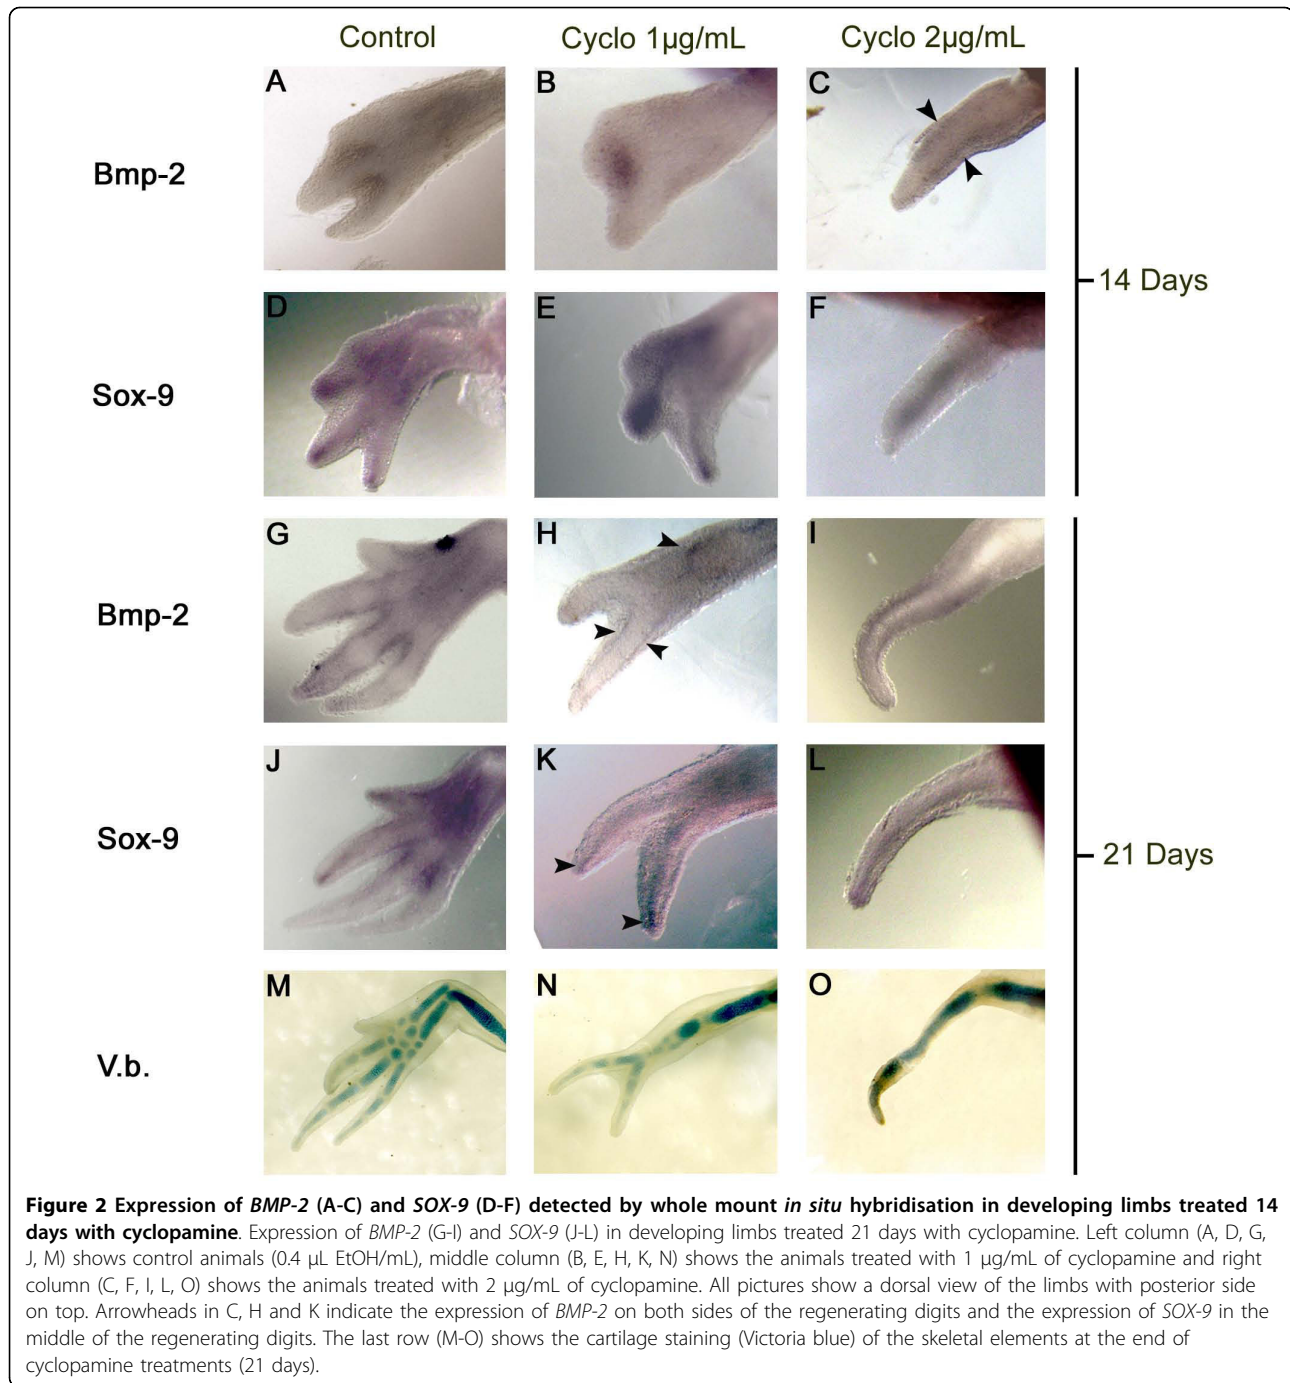 Control Cyclo 1µg/mL Cyclo 2µg/mL
A B C
Bmp-2
14 Days
D E F
Sox-9
G H I
Bmp-2
J K L
Sox-9
21 Days
M N O
V.b.
Figure 2 Expression of BMP-2 (A-C) and SOX-9 (D-F) detected by whole mount in situ hybridisation in developing limbs treated 14
days with cyclopamine. Expression of BMP-2 (G-I) and SOX-9 (J-L) in developing limbs treated 21 days with cyclopamine. Left column (A, D, G,
J, M) shows control animals (0.4 µL EtOH/mL), middle column (B, E, H, K, N) shows the animals treated with 1 µg/mL of cyclopamine and right
column (C, F, I, L, O) shows the animals treated with 2 µg/mL of cyclopamine. All pictures show a dorsal view of the limbs with posterior side
on top. Arrowheads in C, H and K indicate the expression of BMP-2 on both sides of the regenerating digits and the expression of SOX-9 in the
middle of the regenerating digits. The last row (M-O) shows the cartilage staining (Victoria blue) of the skeletal elements at the end of
cyclopamine treatments (21 days).